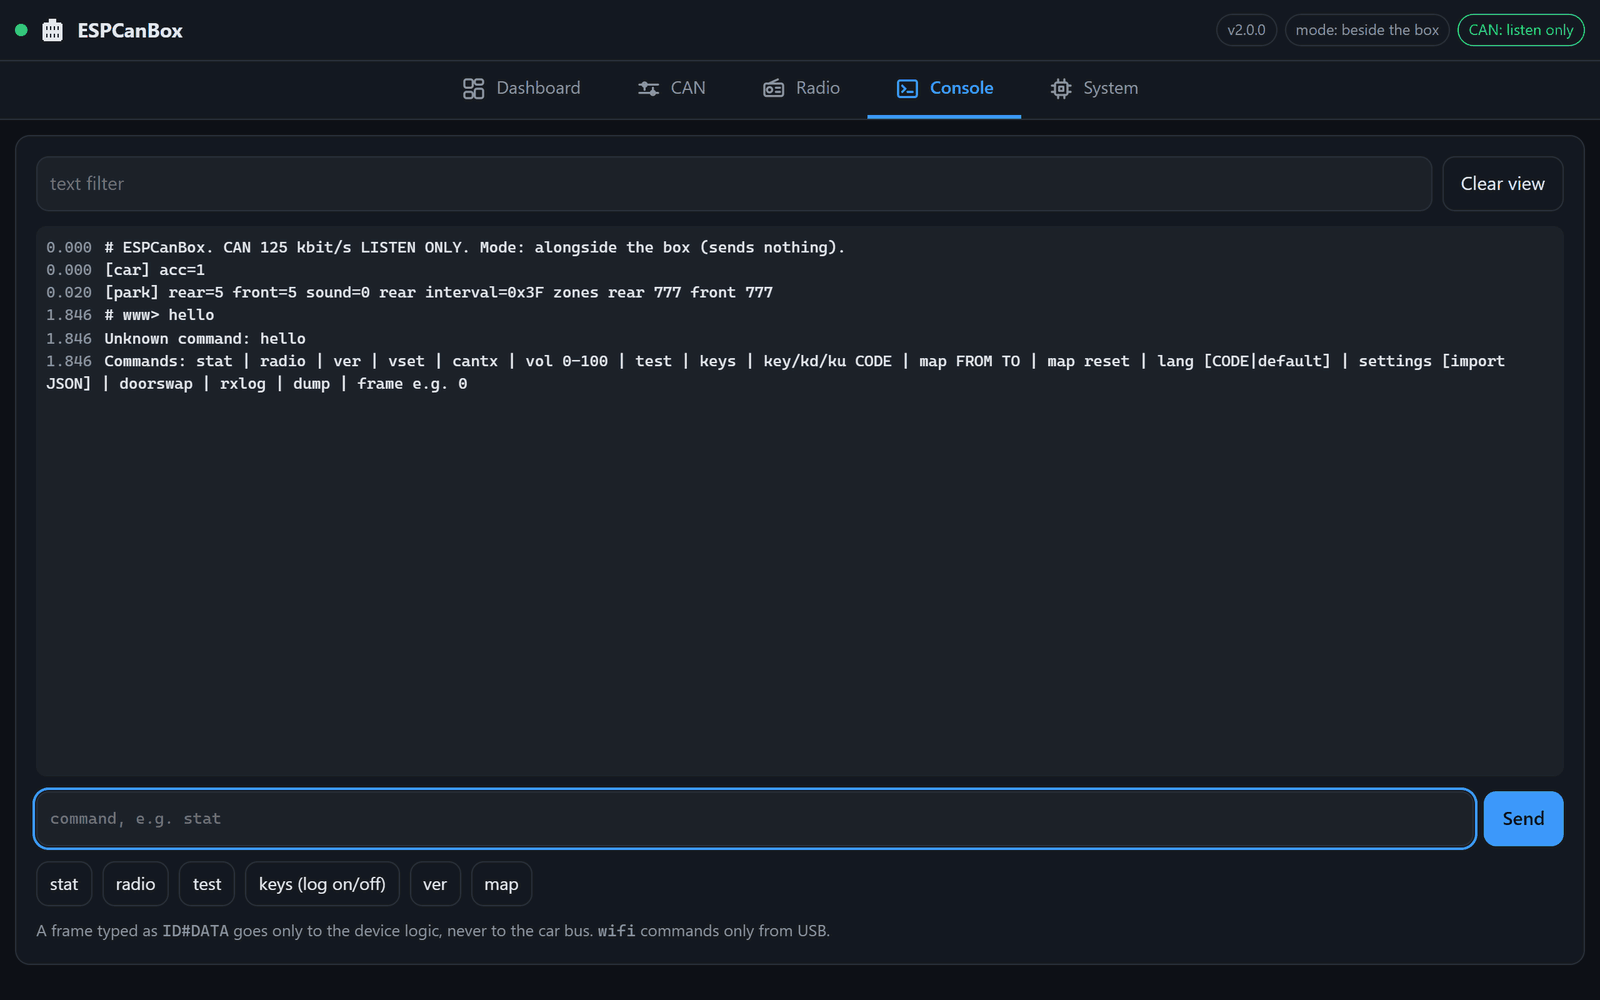 ESPCanBox
v2.0.0
mode: beside the box
CAN: listen only
Dashboard
CAN
Radio
Console
System
text filter
Clear view
0.000 # ESPCanBox. CAN 125 kbit/s LISTEN ONLY. Mode: alongside the box (sends nothing).
0.000 [car] acc=1
0.020 [park] rear=5 front=5 sound=0 rear interval=0x3F zones rear 777 front 777
1.846 # www> hello
1.846 Unknown command: hello
1.846 Commands: stat | radio | ver | vset | cantx | vol 0-100 | test | keys | key/kd/ku CODE | map FROM TO | map reset | lang [CODE|default] | settings [import
JSON] | doorswap | rxlog | dump | frame e.g. 0
command, e.g. stat
Send
stat
radio
test
keys (log on/off)
ver
map
A frame typed as ID#DATA goes only to the device logic, never to the car bus. wifi commands only from USB.